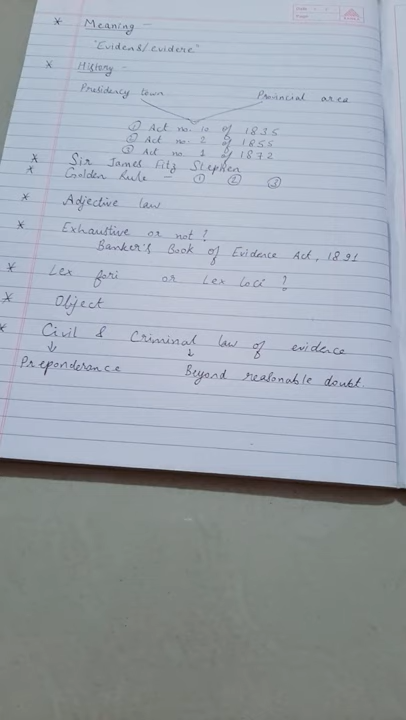 * Meaning -
"Evidens/evidere"
* History -
Presidency town Provincial area
① Act no. 10 of 1835
② Act no. 2 of 1855
③ Act no. 1 of 1872
* Sir James Fitz Stephen
* Golden Rule - ① ② ③
* Adjective law
* Exhaustive or not?
Banker's Book of Evidence Act, 1891
* Lex fori or Lex loci?
* Object
* Civil & Criminal law of evidence
↓ ↓
Preponderance Beyond reasonable doubt.